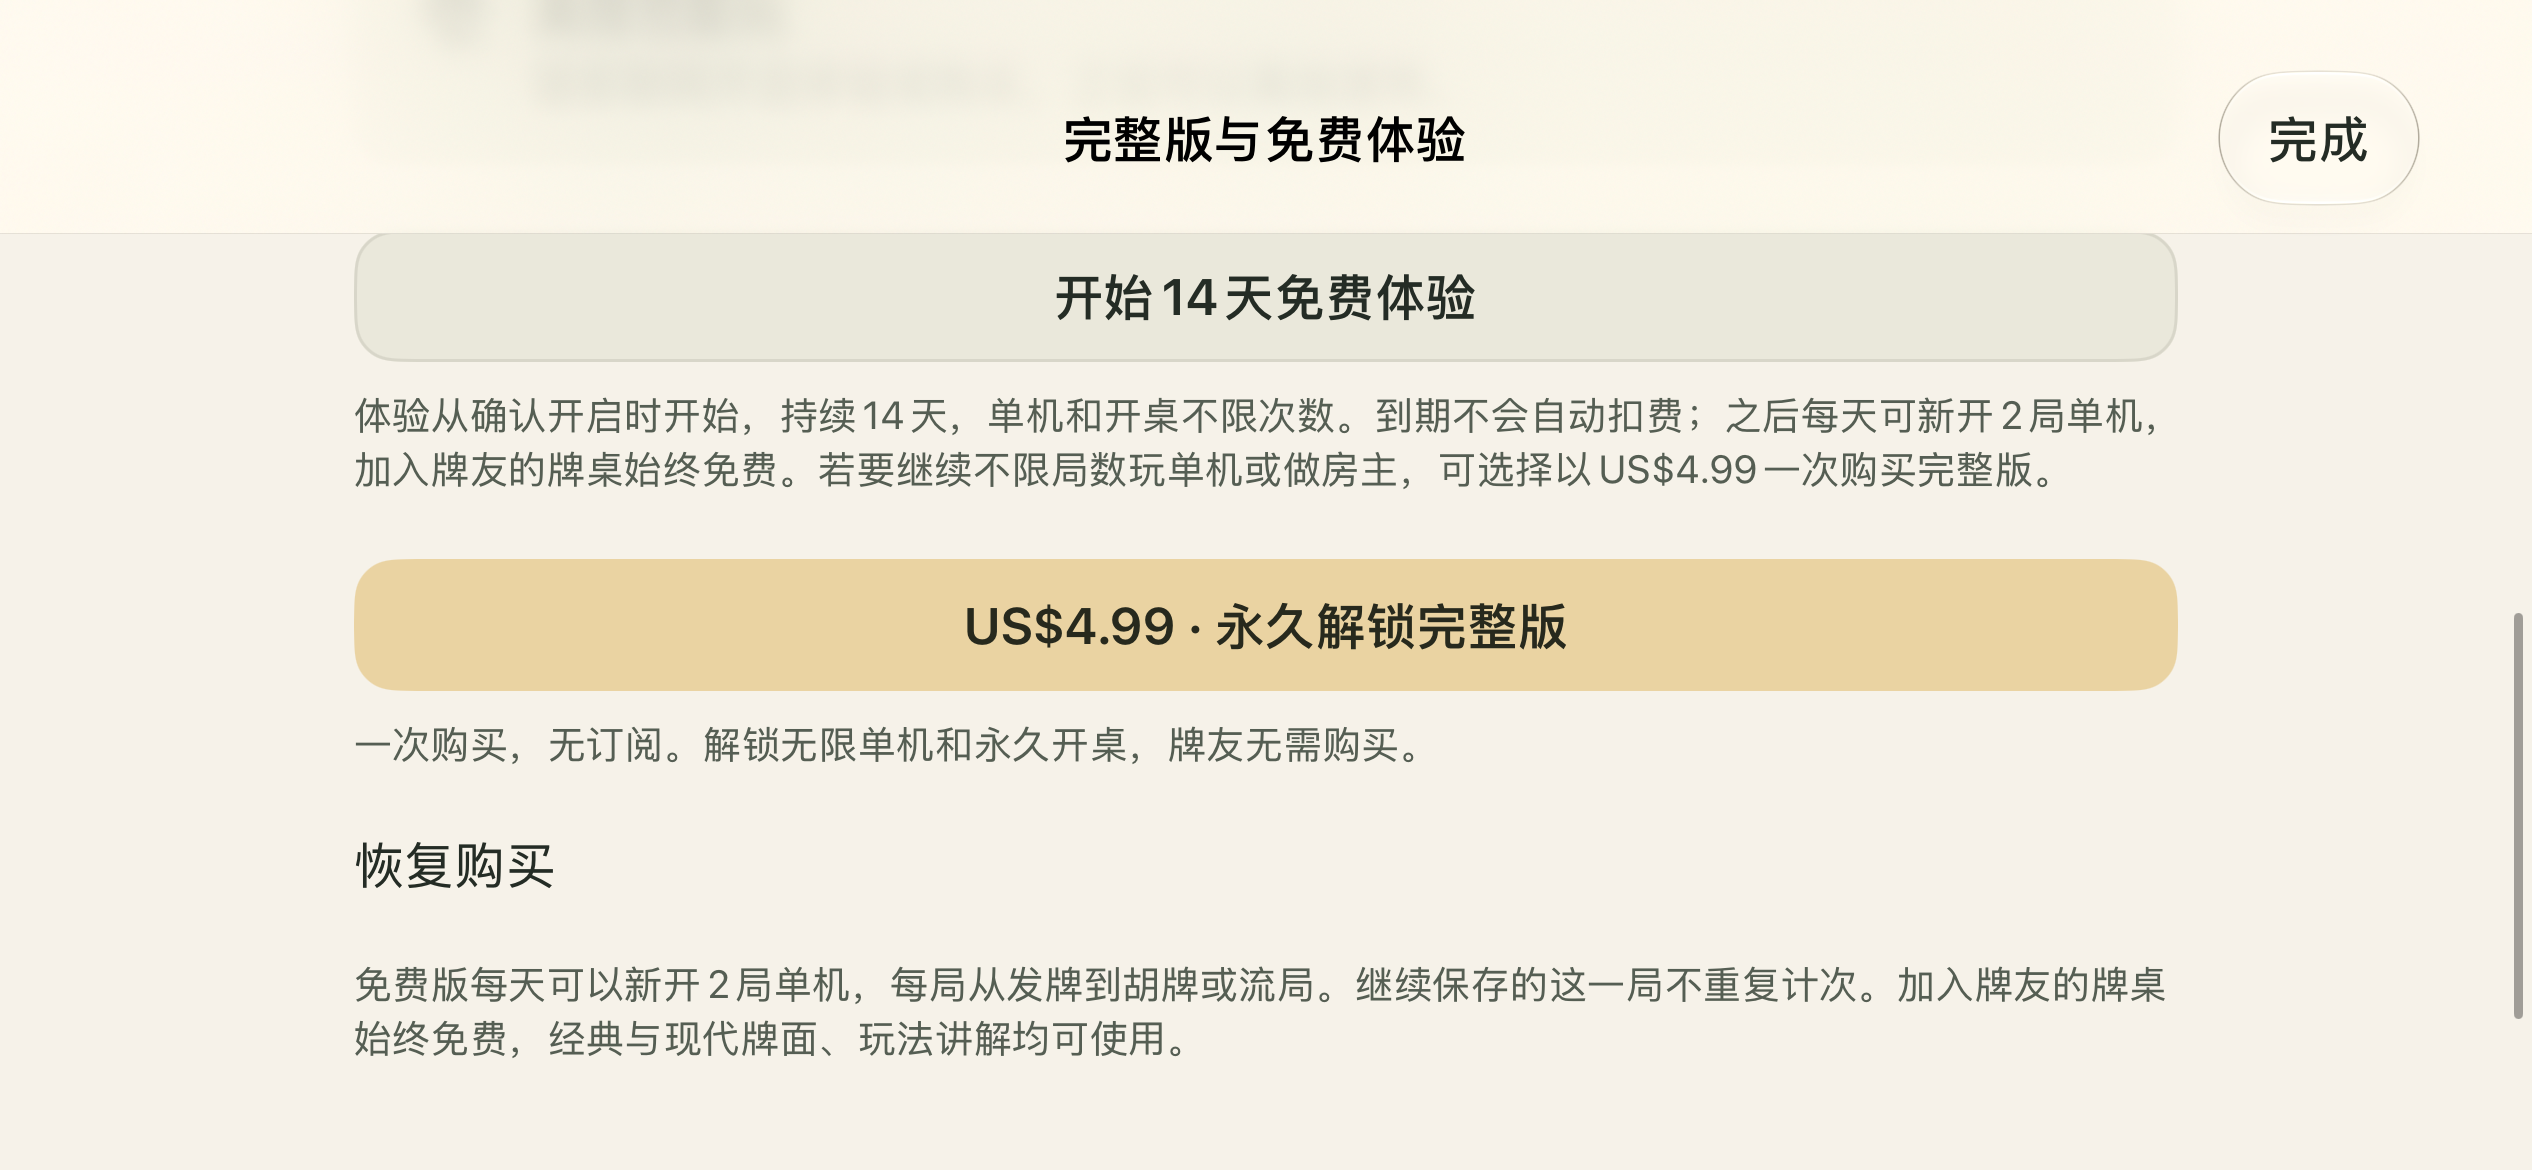 完整版与免费体验
完成
开始 14 天免费体验
体验从确认开启时开始，持续 14 天，单机和开桌不限次数。到期不会自动扣费；之后每天可新开 2 局单机，
加入牌友的牌桌始终免费。若要继续不限局数玩单机或做房主，可选择以 US$4.99 一次购买完整版。
US$4.99 · 永久解锁完整版
一次购买，无订阅。解锁无限单机和永久开桌，牌友无需购买。
恢复购买
免费版每天可以新开 2 局单机，每局从发牌到胡牌或流局。继续保存的这一局不重复计次。加入牌友的牌桌
始终免费，经典与现代牌面、玩法讲解均可使用。